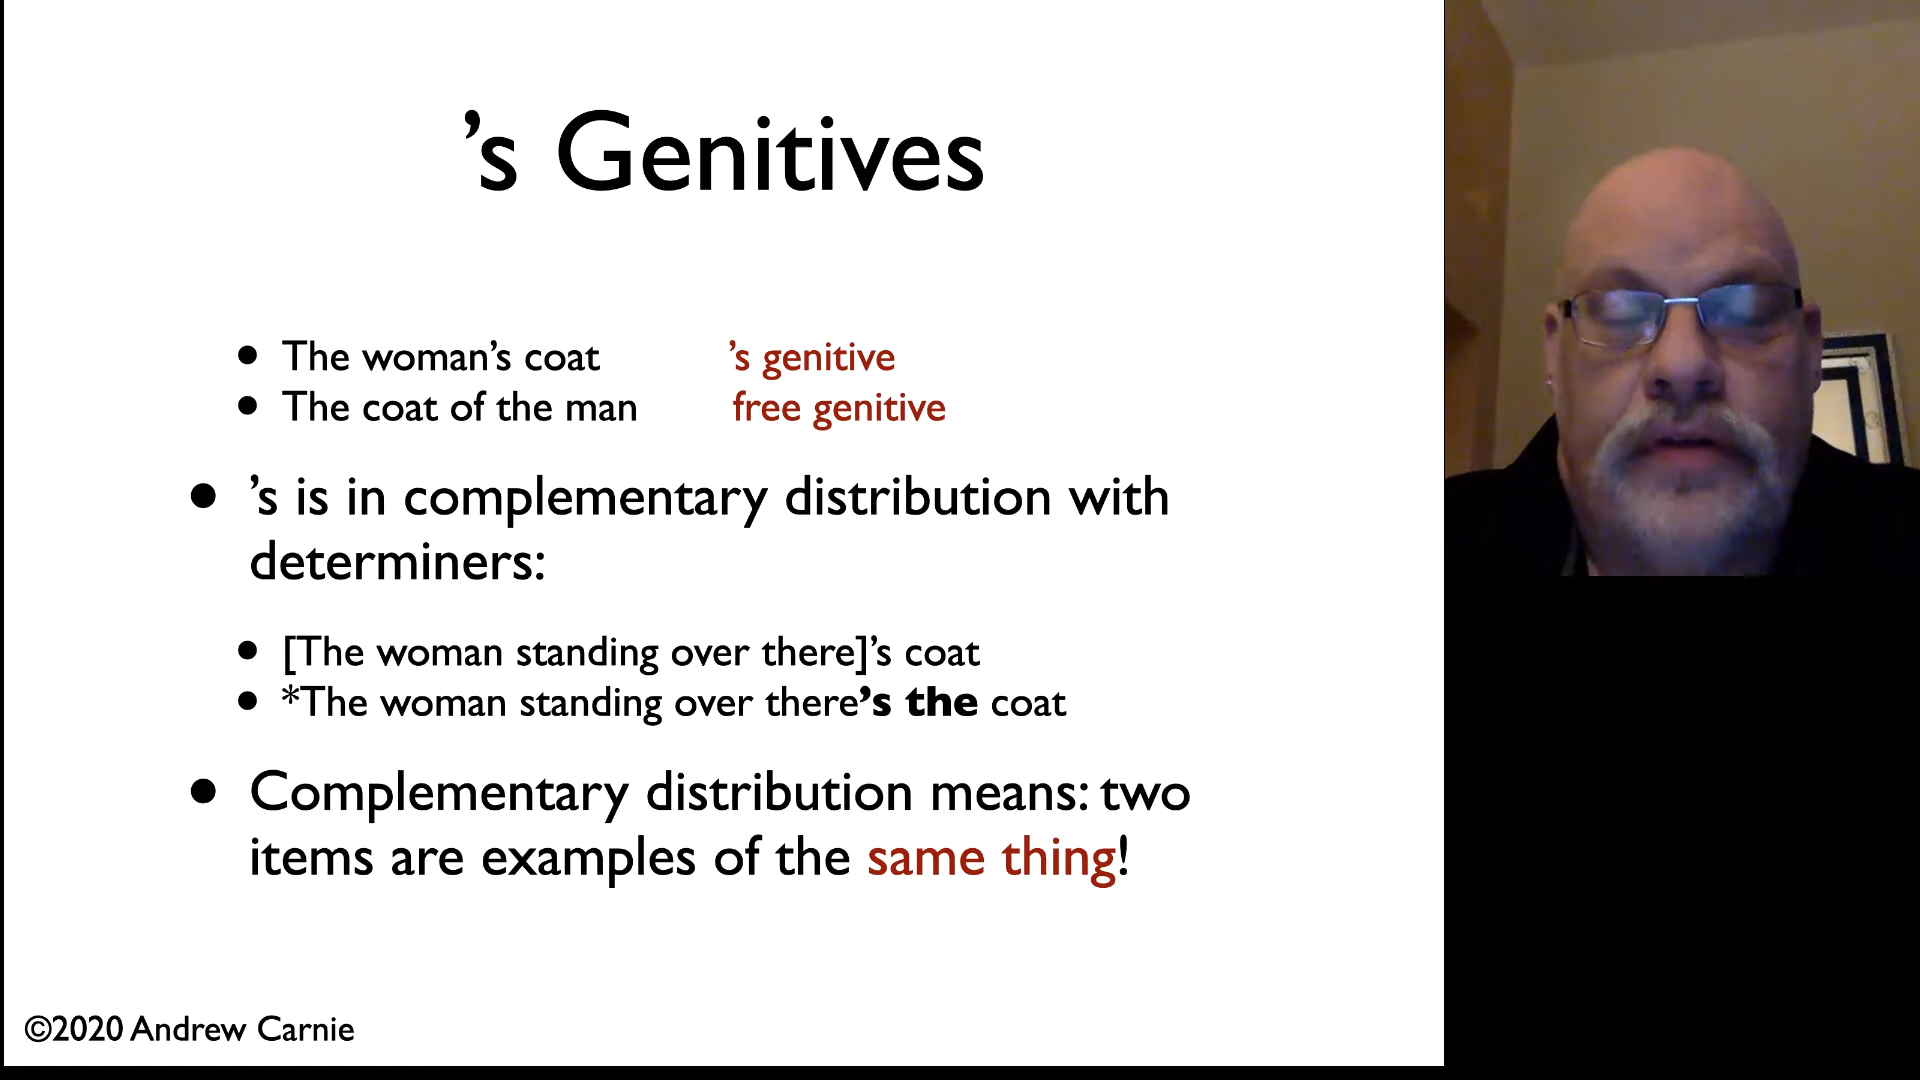 ’s Genitives
• The woman’s coat ’s genitive
• The coat of the man free genitive
• ’s is in complementary distribution with
determiners:
• [The woman standing over there]’s coat
• *The woman standing over there’s the coat
• Complementary distribution means: two
items are examples of the same thing!
©2020 Andrew Carnie